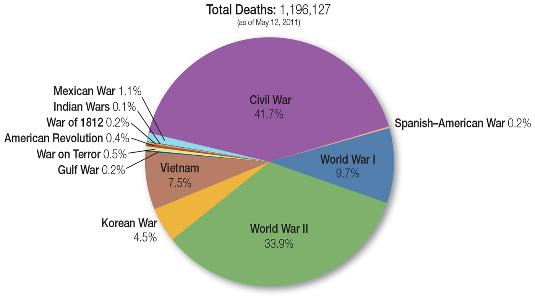 Total Deaths: 1,196,127
(as of May 12, 2011)
Mexican War 1.1%
Indian Wars 0.1%
War of 1812 0.2%
American Revolution 0.4%
War on Terror 0.5%
Gulf War 0.2%
Civil War
41.7%
Spanish–American War 0.2%
World War I
9.7%
Vietnam
7.5%
Korean War
4.5%
World War II
33.9%